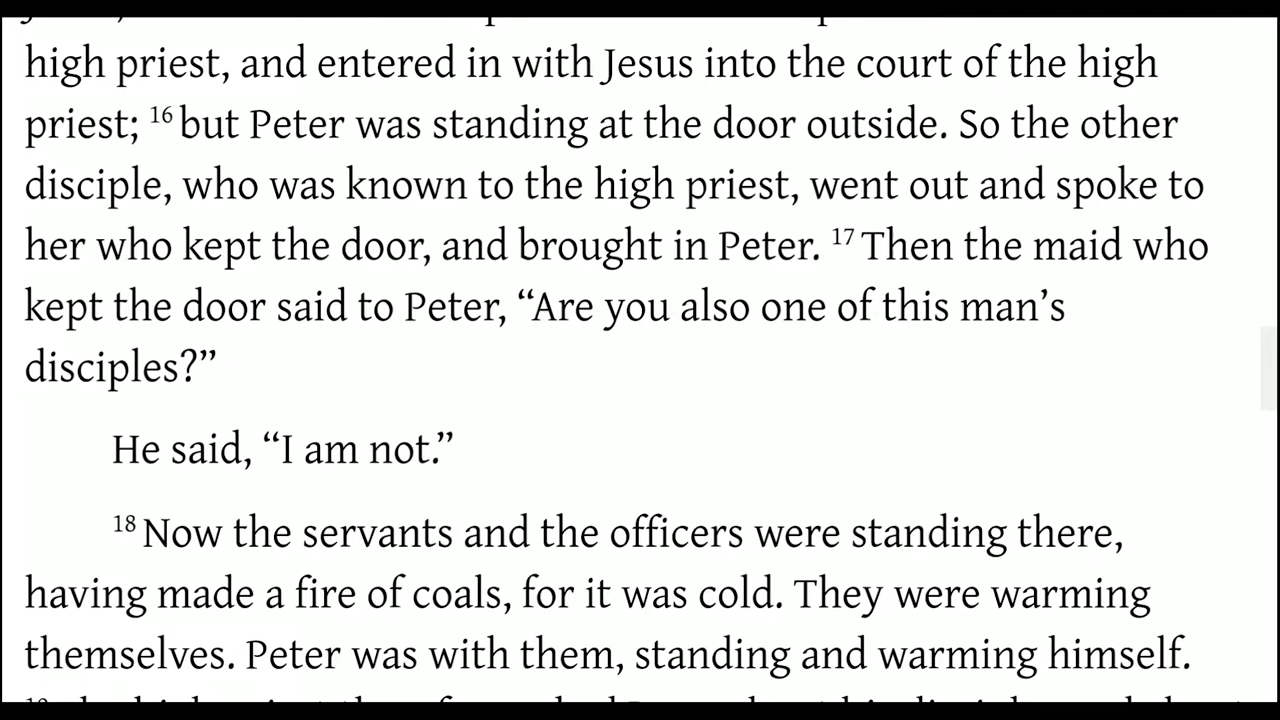 high priest, and entered in with Jesus into the court of the high
priest; 16 but Peter was standing at the door outside. So the other
disciple, who was known to the high priest, went out and spoke to
her who kept the door, and brought in Peter. 17 Then the maid who
kept the door said to Peter, “Are you also one of this man’s
disciples?”
He said, “I am not.”
18 Now the servants and the officers were standing there,
having made a fire of coals, for it was cold. They were warming
themselves. Peter was with them, standing and warming himself.